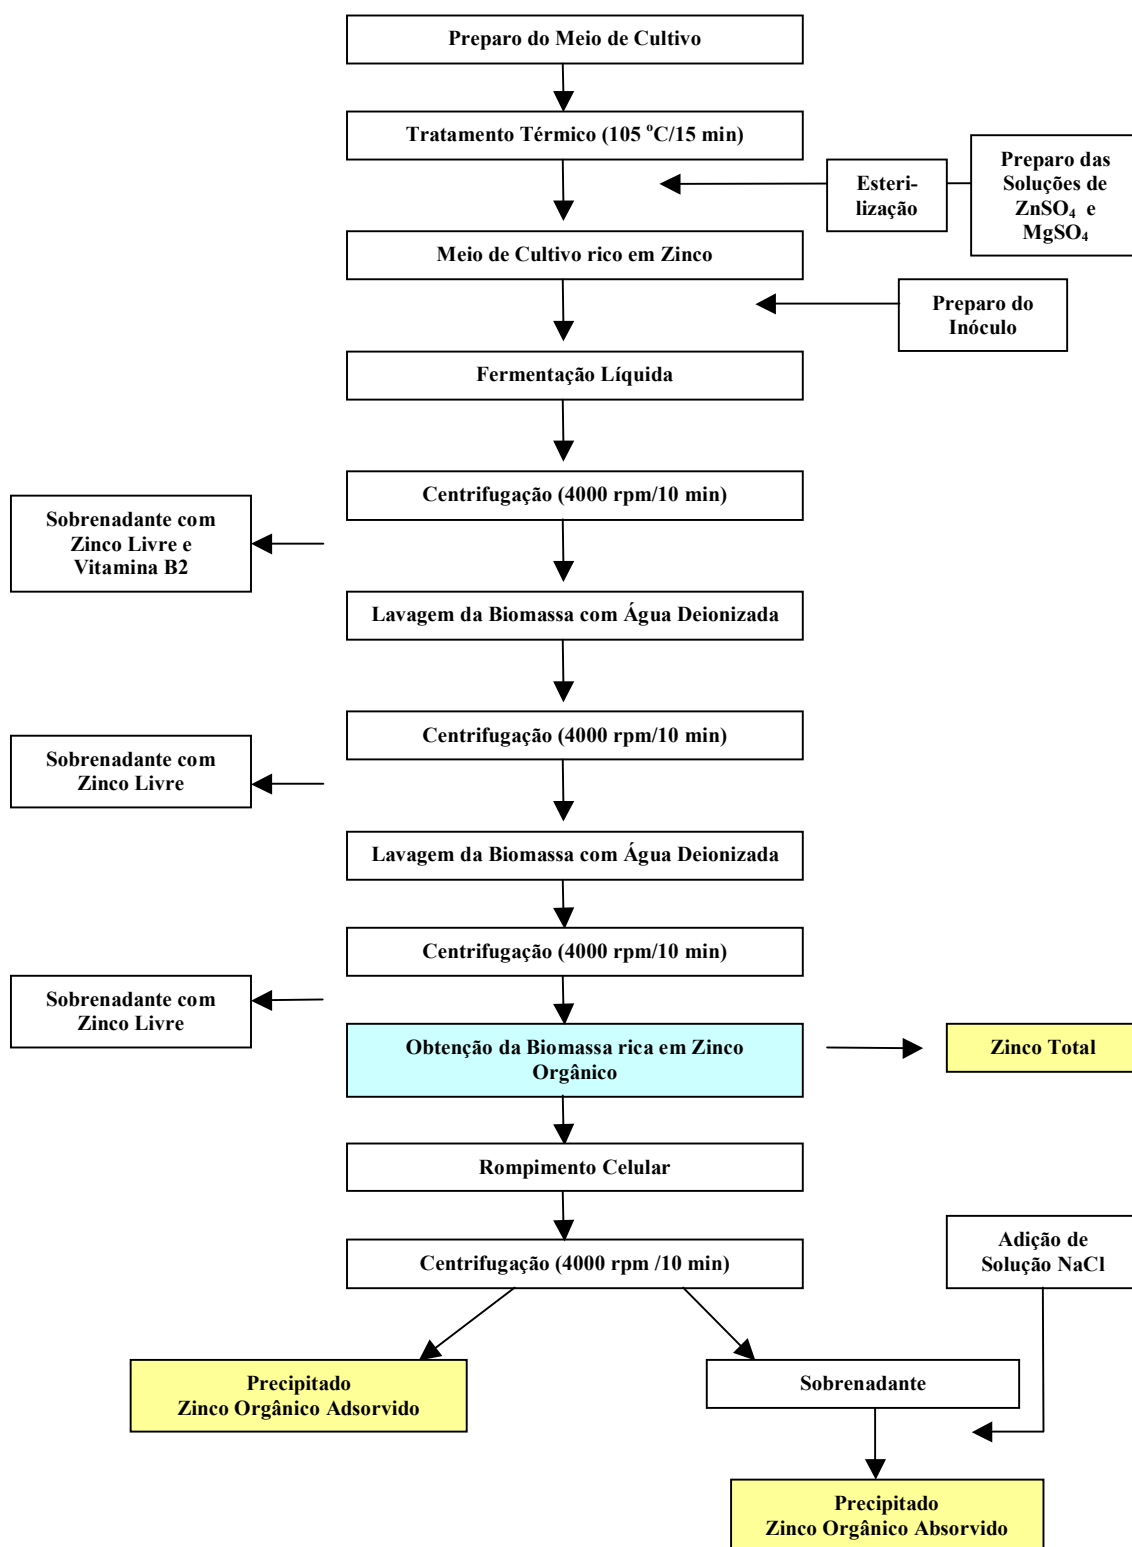 Preparo do Meio de Cultivo
Tratamento Térmico (105 ºC/15 min)
Esteri-
lização
Preparo das
Soluções de
ZnSO₄ e
MgSO₄
Meio de Cultivo rico em Zinco
Preparo do
Inóculo
Fermentação Líquida
Centrifugação (4000 rpm/10 min)
Sobrenadante com
Zinco Livre e
Vitamina B2
Lavagem da Biomassa com Água Deionizada
Centrifugação (4000 rpm/10 min)
Sobrenadante com
Zinco Livre
Lavagem da Biomassa com Água Deionizada
Centrifugação (4000 rpm/10 min)
Sobrenadante com
Zinco Livre
Obtenção da Biomassa rica em Zinco
Orgânico
Zinco Total
Rompimento Celular
Centrifugação (4000 rpm /10 min)
Adição de
Solução NaCl
Precipitado
Zinco Orgânico Adsorvido
Sobrenadante
Precipitado
Zinco Orgânico Absorvido